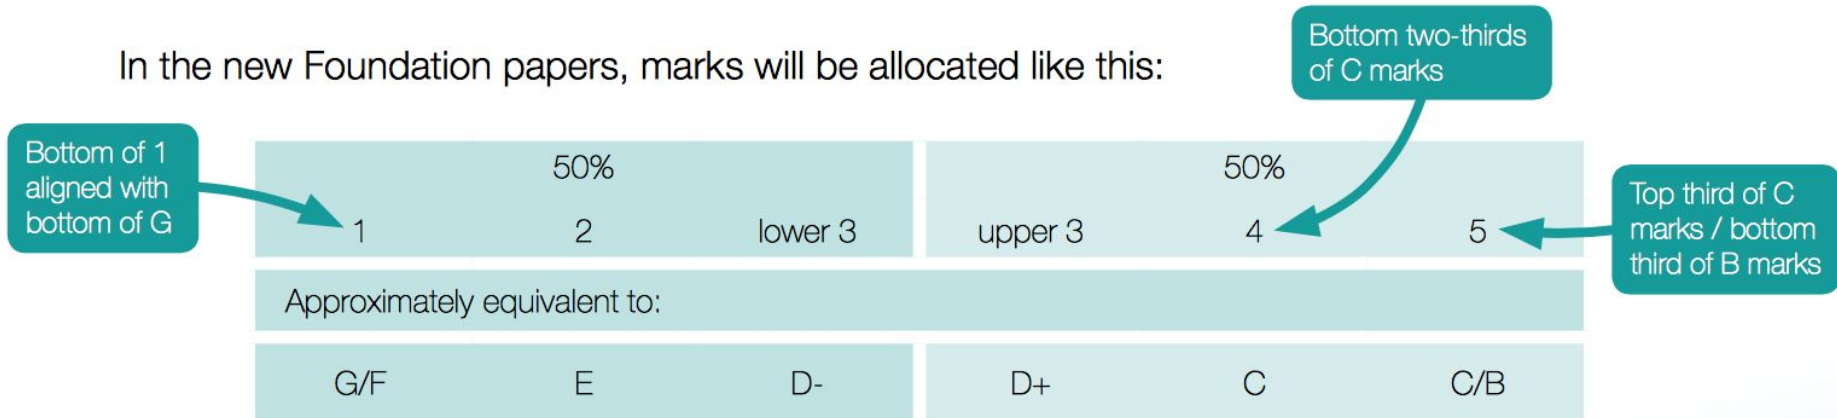 Bottom two-thirds
of C marks
In the new Foundation papers, marks will be allocated like this:
Bottom of 1
aligned with
bottom of G
50% 50%
1 2 lower 3 upper 3 4 5
Top third of C
marks / bottom
third of B marks
Approximately equivalent to:
G/F E D- D+ C C/B